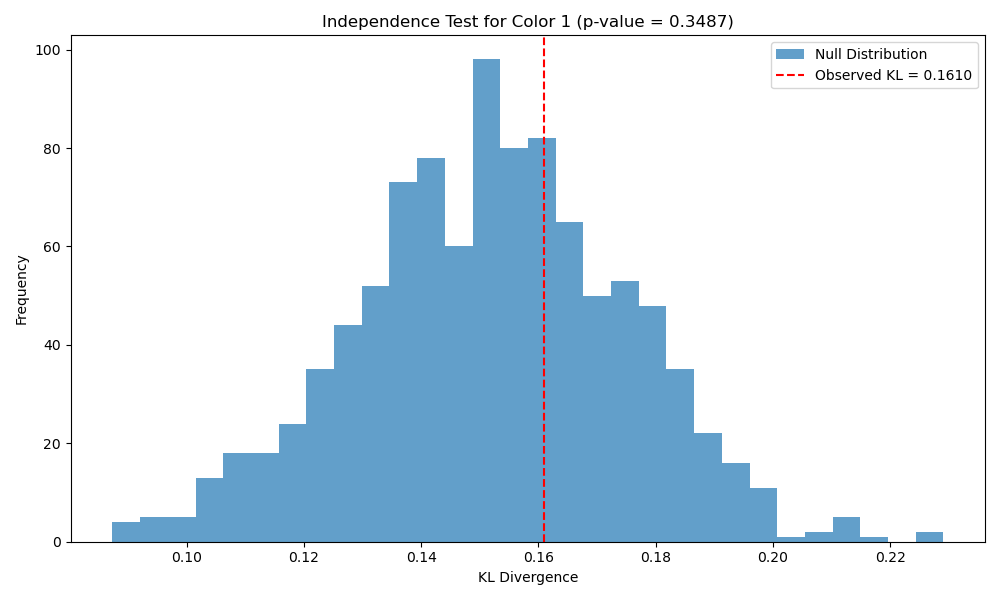 Independence Test for Color 1 (p-value = 0.3487)
Null Distribution
Observed KL = 0.1610
Frequency
100
80
60
40
20
0
0.10 0.12 0.14 0.16 0.18 0.20 0.22
KL Divergence